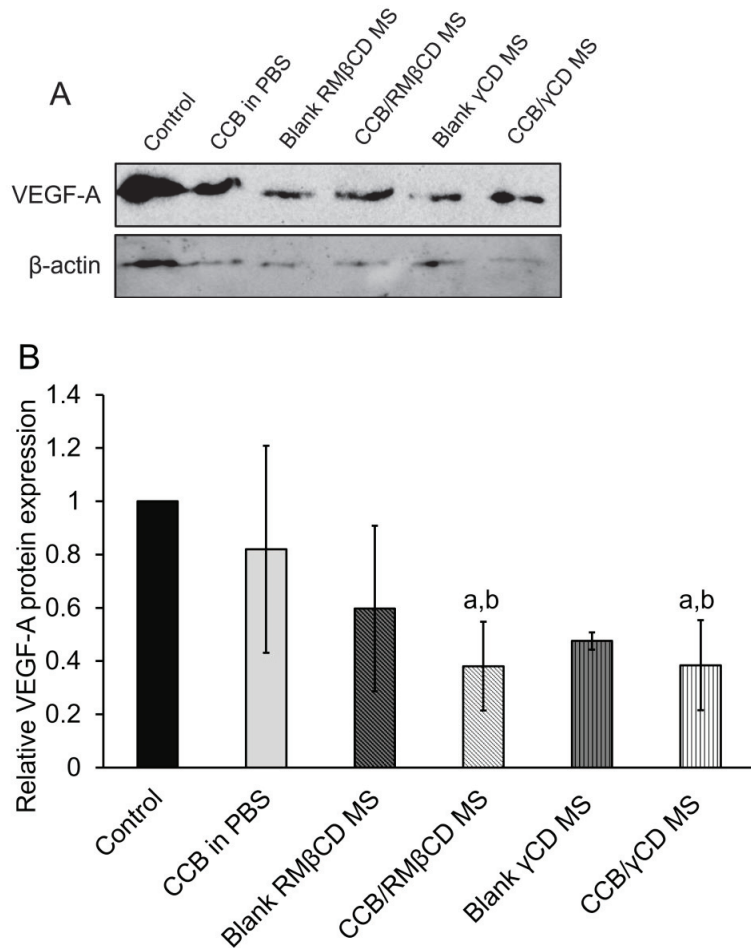 A
Control
CCB in PBS
Blank RMβCD MS
CCB/RMβCD MS
Blank γCD MS
CCB/γCD MS
VEGF-A
β-actin
B
Relative VEGF-A protein expression
1.4
1.2
1
0.8
0.6
0.4
0.2
0
a,b
a,b
Control
CCB in PBS
Blank RMβCD MS
CCB/RMβCD MS
Blank γCD MS
CCB/γCD MS